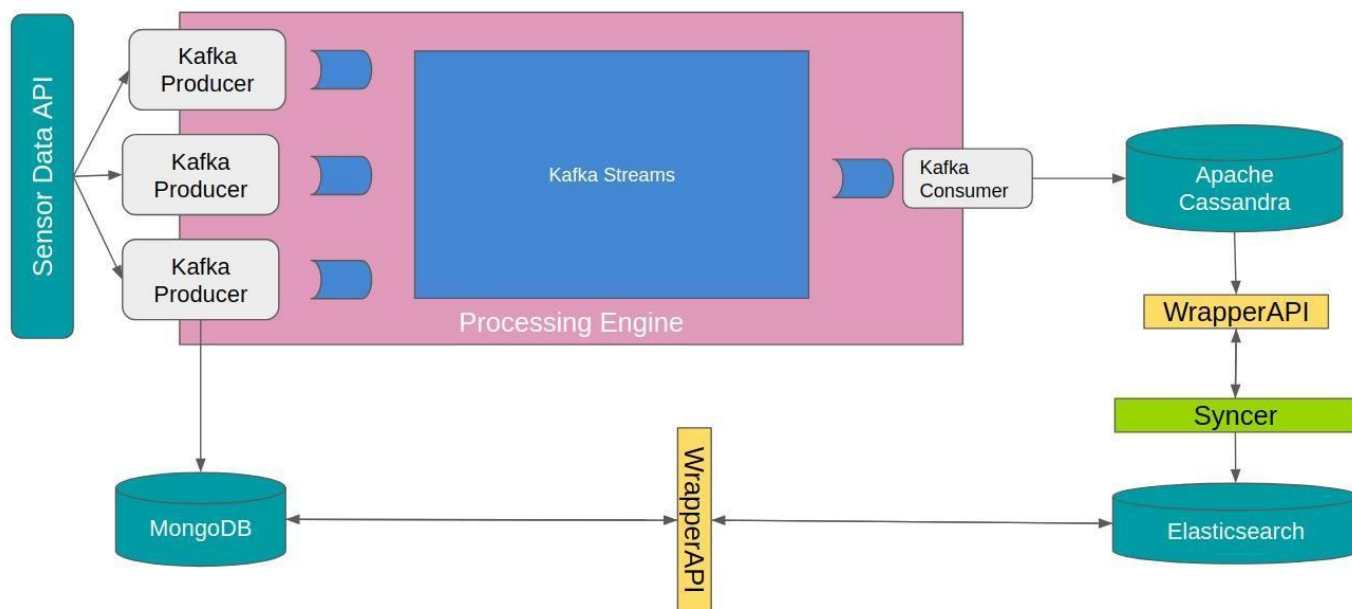 Sensor Data API
Kafka
Producer
Kafka
Producer
Kafka
Producer
Kafka Streams
Processing Engine
Kafka
Consumer
Apache
Cassandra
WrapperAPI
Syncer
MongoDB
WrapperAPI
Elasticsearch